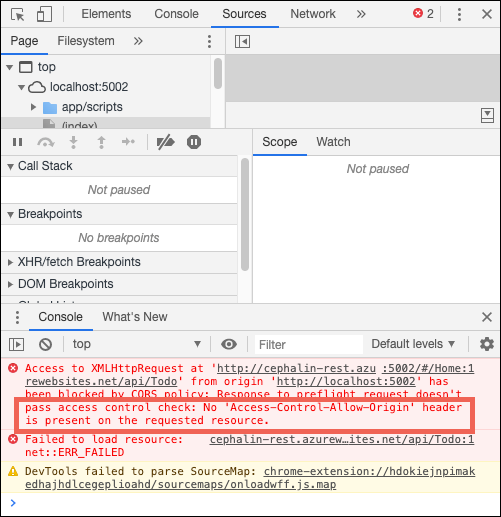 Elements Console Sources Network » 2
Page Filesystem »
top
localhost:5002
app/scripts
(index)
Scope Watch
Call Stack
Not paused
Not paused
Breakpoints
No breakpoints
XHR/fetch Breakpoints
DOM Breakpoints
Console What's New
top Filter Default levels
Access to XMLHttpRequest at 'http://cephalin-rest.azu :5002/#/Home:1
rewebsites.net/api/Todo' from origin 'http://localhost:5002' has
been blocked by CORS policy: Response to preflight request doesn't
pass access control check: No 'Access-Control-Allow-Origin' header
is present on the requested resource.
Failed to load resource: cephalin-rest.azurew…ites.net/api/Todo:1
net::ERR_FAILED
DevTools failed to parse SourceMap: chrome-extension://hdokiejnpimak
edhajhdlcegeplioahd/sourcemaps/onloadwff.js.map